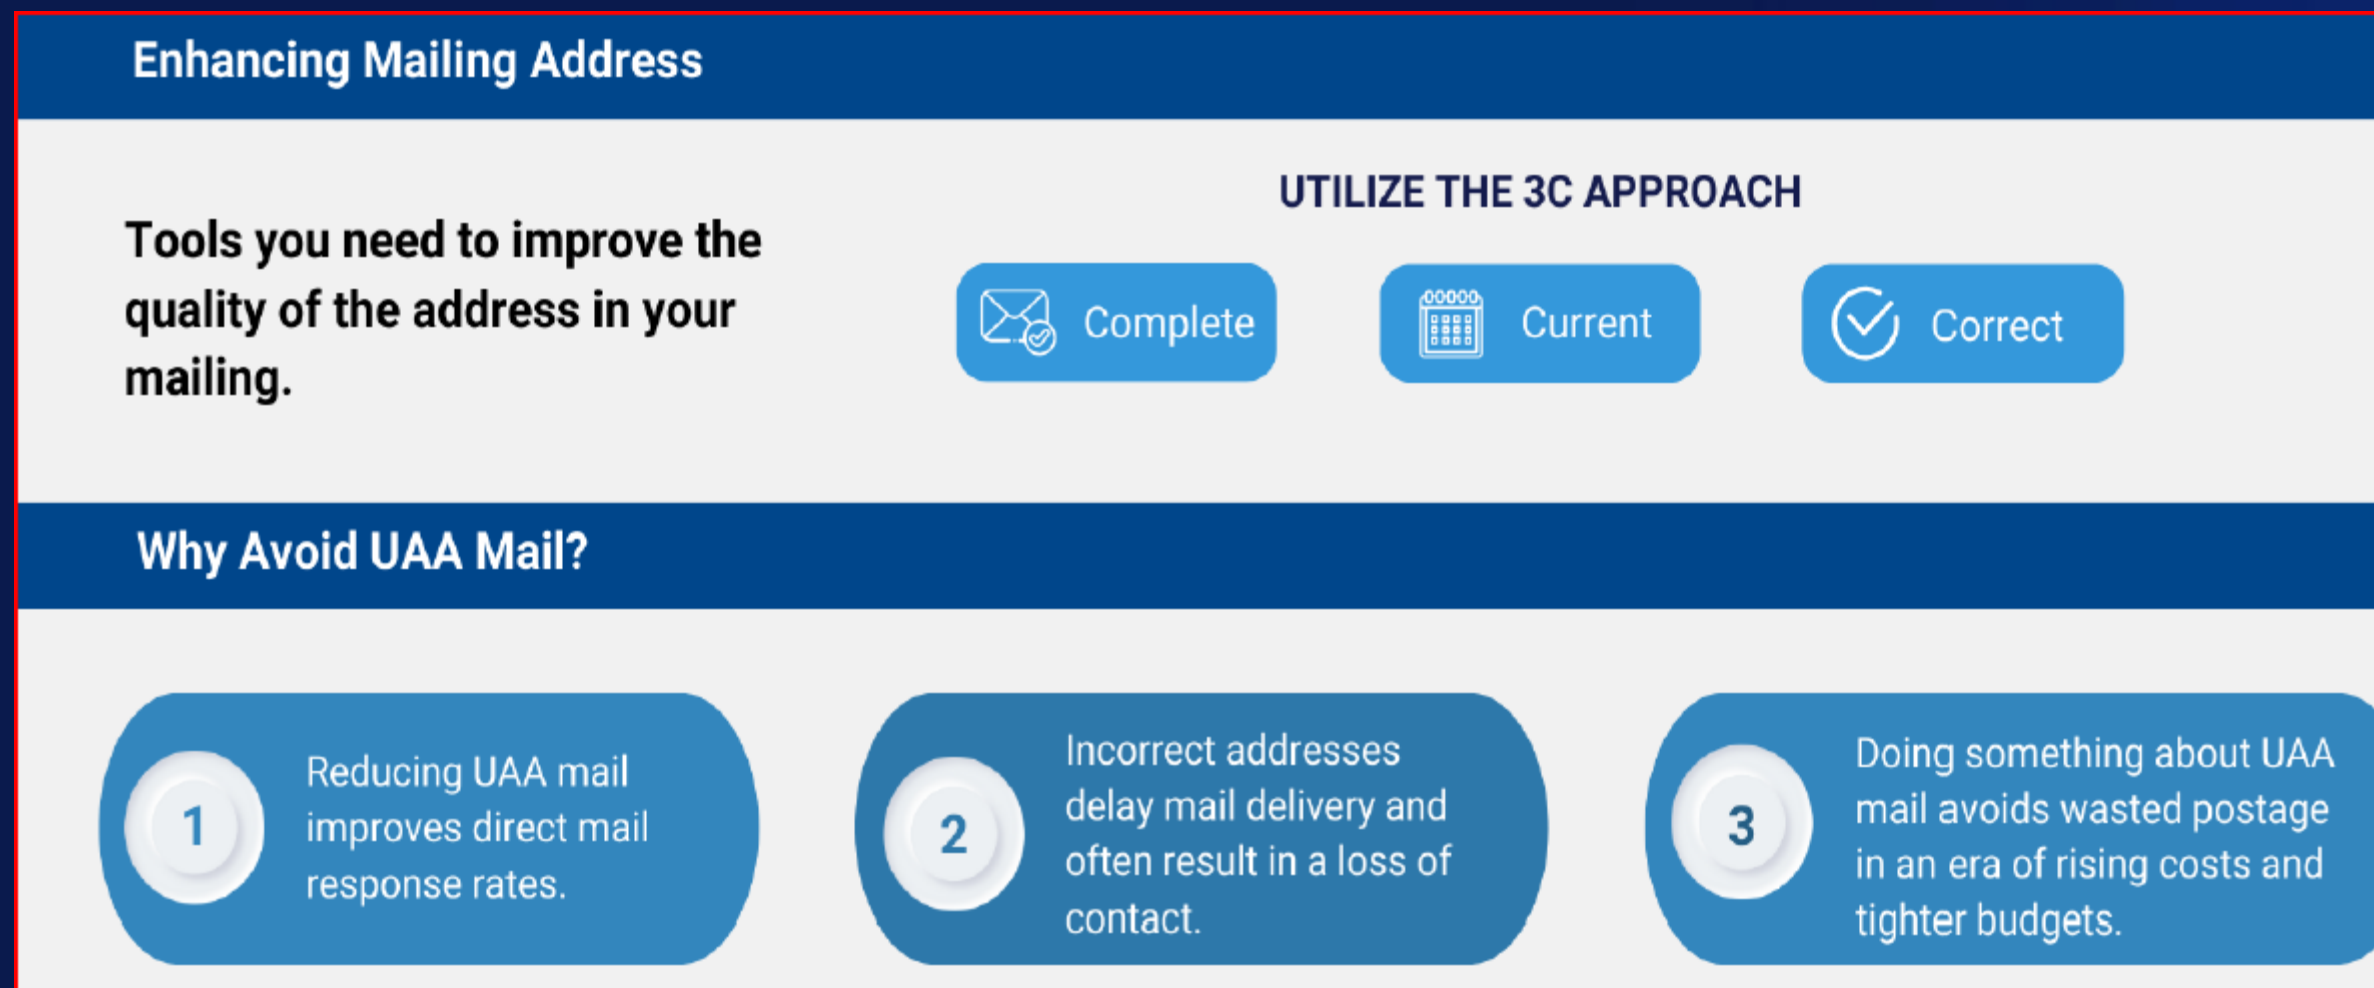 Enhancing Mailing Address
Tools you need to improve the
quality of the address in your
mailing.
UTILIZE THE 3C APPROACH
Complete
Current
Correct
Why Avoid UAA Mail?
1
Reducing UAA mail
improves direct mail
response rates.
2
Incorrect addresses
delay mail delivery and
often result in a loss of
contact.
3
Doing something about UAA
mail avoids wasted postage
in an era of rising costs and
tighter budgets.